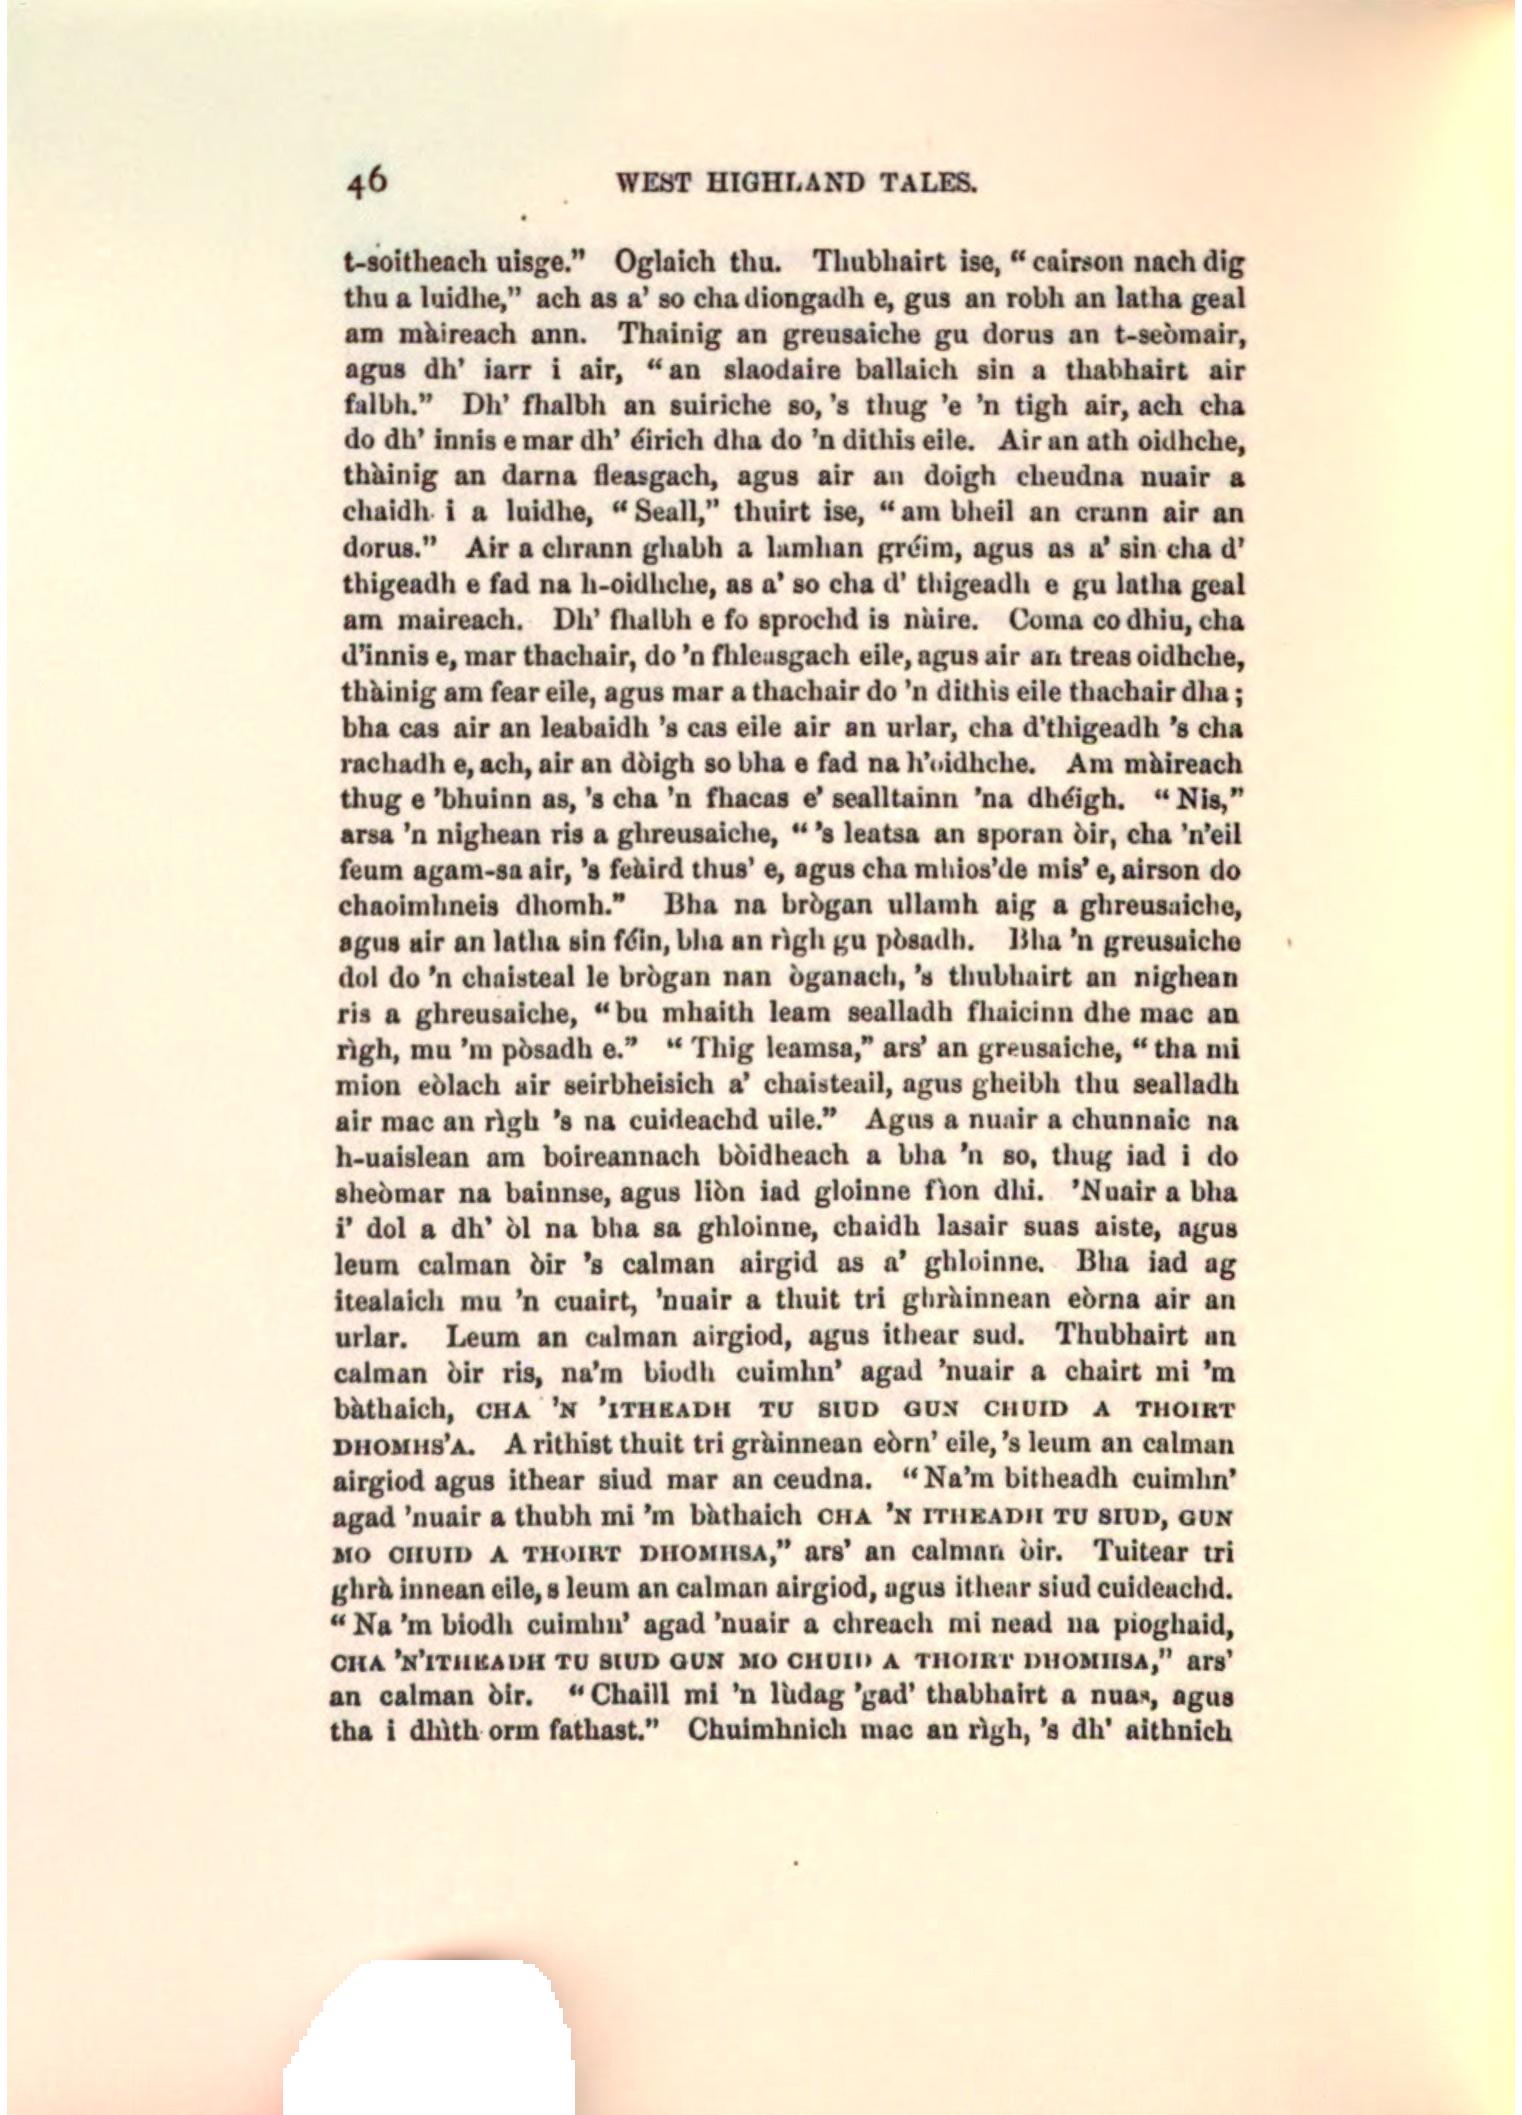 46 WEST HIGHLAND TALES.
t-soitheach uisge.” Oglaich thu. Thubhairt ise, “cairson nach dig
thu a luidhe,” ach as a' so cha diongadh e, gus an robh an latha geal
am màireach ann. Thainig an greusaiche gu dorus an t-seòmair,
agus dh' iarr i air, “an slaodaire ballaich sin a thabhairt air
falbh.” Dh' fhalbh an suiriche so, 's thug 'e 'n tigh air, ach cha
do dh' innis e mar dh' éirich dha do 'n dithis eile. Air an ath oidhche,
thàinig an darna fleasgach, agus air an doigh cheudna nuair a
chaidh i a luidhe, “Seall,” thuirt ise, “am bheil an crann air an
dorus.” Air a chrann ghabh a lamhan gréim, agus as a' sin cha d'
thigeadh e fad na h-oidhche, as a' so cha d' thigeadh e gu latha geal
am maireach. Dh' fhalbh e fo sprochd is nàire. Coma co dhiu, cha
d'innis e, mar thachair, do 'n fhleasgach eile, agus air an treas oidhche,
thàinig am fear eile, agus mar a thachair do 'n dithis eile thachair dha;
bha cas air an leabaidh 's cas eile air an urlar, cha d'thigeadh 's cha
rachadh e, ach, air an dòigh so bha e fad na h'oidhche. Am màireach
thug e 'bhuinn as, 's cha 'n fhacas e' sealltainn 'na dhéigh. “Nis,”
arsa 'n nighean ris a ghreusaiche, “'s leatsa an sporan òir, cha 'n'eil
feum agam-sa air, 's feàird thus' e, agus cha mhios'de mis' e, airson do
chaoimhneis dhomh.” Bha na brògan ullamh aig a ghreusaiche,
agus air an latha sin féin, bha an rìgh gu pòsadh. Bha 'n greusaiche
dol do 'n chaisteal le brògan nan òganach, 's thubhairt an nighean
ris a ghreusaiche, “bu mhaith leam sealladh fhaicinn dhe mac an
rìgh, mu 'm pòsadh e.” “Thig leamsa,” ars' an greusaiche, “tha mi
mion eòlach air seirbheisich a' chaisteail, agus gheibh thu sealladh
air mac an rìgh 's na cuideachd uile.” Agus a nuair a chunnaic na
h-uaislean am boireannach bòidheach a bha 'n so, thug iad i do
sheòmar na bainnse, agus liòn iad gloinne fìon dhi. 'Nuair a bha
i' dol a dh' òl na bha sa ghloinne, chaidh lasair suas aiste, agus
leum calman òir 's calman airgid as a' ghloinne. Bha iad ag
itealaich mu 'n cuairt, 'nuair a thuit tri ghràinnean eòrna air an
urlar. Leum an calman airgiod, agus ithear sud. Thubhairt an
calman òir ris, na'm biodh cuimhn' agad 'nuair a chairt mi 'm
bàthaich, CHA 'N 'ITHEADH TU SIUD GUN CHUID A THOIRT
DHOMHS'A. A rithist thuit tri gràinnean eòrn' eile, 's leum an calman
airgiod agus ithear siud mar an ceudna. “Na'm bitheadh cuimhn'
agad 'nuair a thubh mi 'm bàthaich CHA 'N ITHEADH TU SIUD, GUN
MO CHUID A THOIRT DHOMHSA,” ars' an calman òir. Tuitear tri
ghrà innean eile, s leum an calman airgiod, agus ithear siud cuideachd.
“Na 'm biodh cuimhn' agad 'nuair a chreach mi nead na pioghaid,
CHA 'N'ITHEADH TU SIUD GUN MO CHUID A THOIRT DHOMHSA,” ars'
an calman òir. “Chaill mi 'n lùdag 'gad' thabhairt a nuas, agus
tha i dhìth orm fathast.” Chuimhnich mac an rìgh, 's dh' aithnich